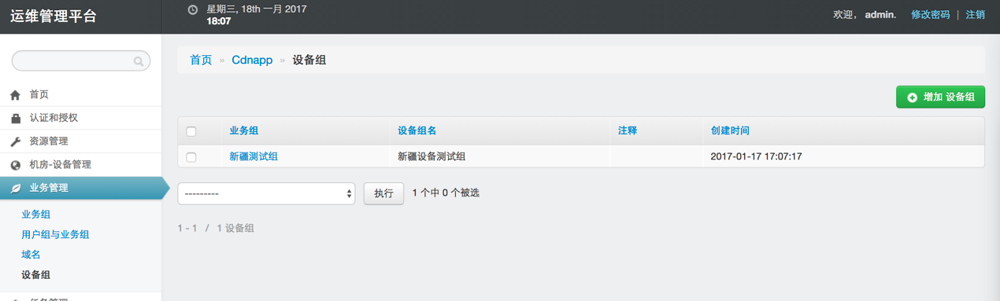 运维管理平台
星期三, 18th 一月 2017
18:07
欢迎， admin. 修改密码 | 注销
首页 » Cdnapp » 设备组
首页
认证和授权
资源管理
机房-设备管理
业务管理
业务组
用户组与业务组
域名
设备组
任务管理
增加 设备组
业务组 设备组名 注释 创建时间
新疆测试组 新疆设备测试组 2017-01-17 17:07:17
--------- 执行 1 个中 0 个被选
1 - 1 / 1 设备组